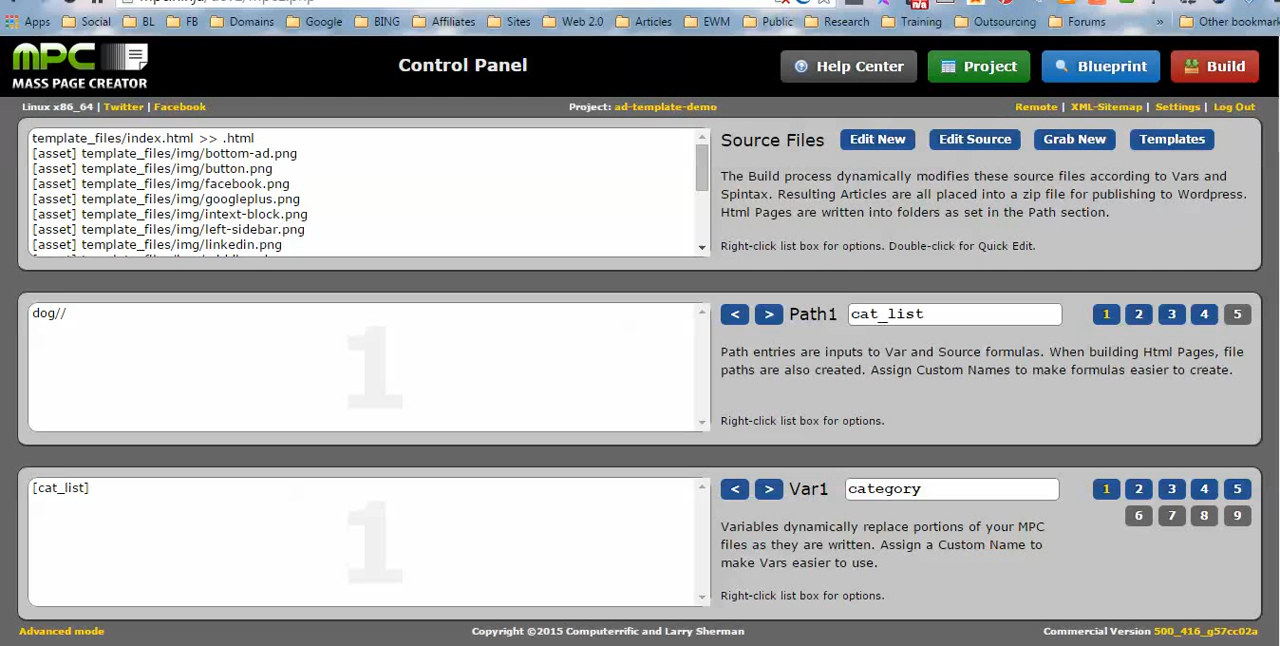 Apps Social BL FB Domains Google BING Affiliates Sites Web 2.0 Articles EWM Public Research Training Outsourcing Forums » Other bookmark
MPC
MASS PAGE CREATOR
Control Panel
Help Center Project Blueprint Build
Linux x86_64 | Twitter | Facebook
Project: ad-template-demo
Remote | XML-Sitemap | Settings | Log Out
template_files/index.html >> .html
[asset] template_files/img/bottom-ad.png
[asset] template_files/img/button.png
[asset] template_files/img/facebook.png
[asset] template_files/img/googleplus.png
[asset] template_files/img/intext-block.png
[asset] template_files/img/left-sidebar.png
[asset] template_files/img/linkedin.png
Source Files Edit New Edit Source Grab New Templates
The Build process dynamically modifies these source files according to Vars and
Spintax. Resulting Articles are all placed into a zip file for publishing to Wordpress.
Html Pages are written into folders as set in the Path section.
Right-click list box for options. Double-click for Quick Edit.
dog//
1
< > Path1 cat_list 1 2 3 4 5
Path entries are inputs to Var and Source formulas. When building Html Pages, file
paths are also created. Assign Custom Names to make formulas easier to create.
Right-click list box for options.
[cat_list]
1
< > Var1 category 1 2 3 4 5
6 7 8 9
Variables dynamically replace portions of your MPC
files as they are written. Assign a Custom Name to
make Vars easier to use.
Right-click list box for options.
Advanced mode
Copyright ©2015 Computerrific and Larry Sherman
Commercial Version 500_416_g57cc02a